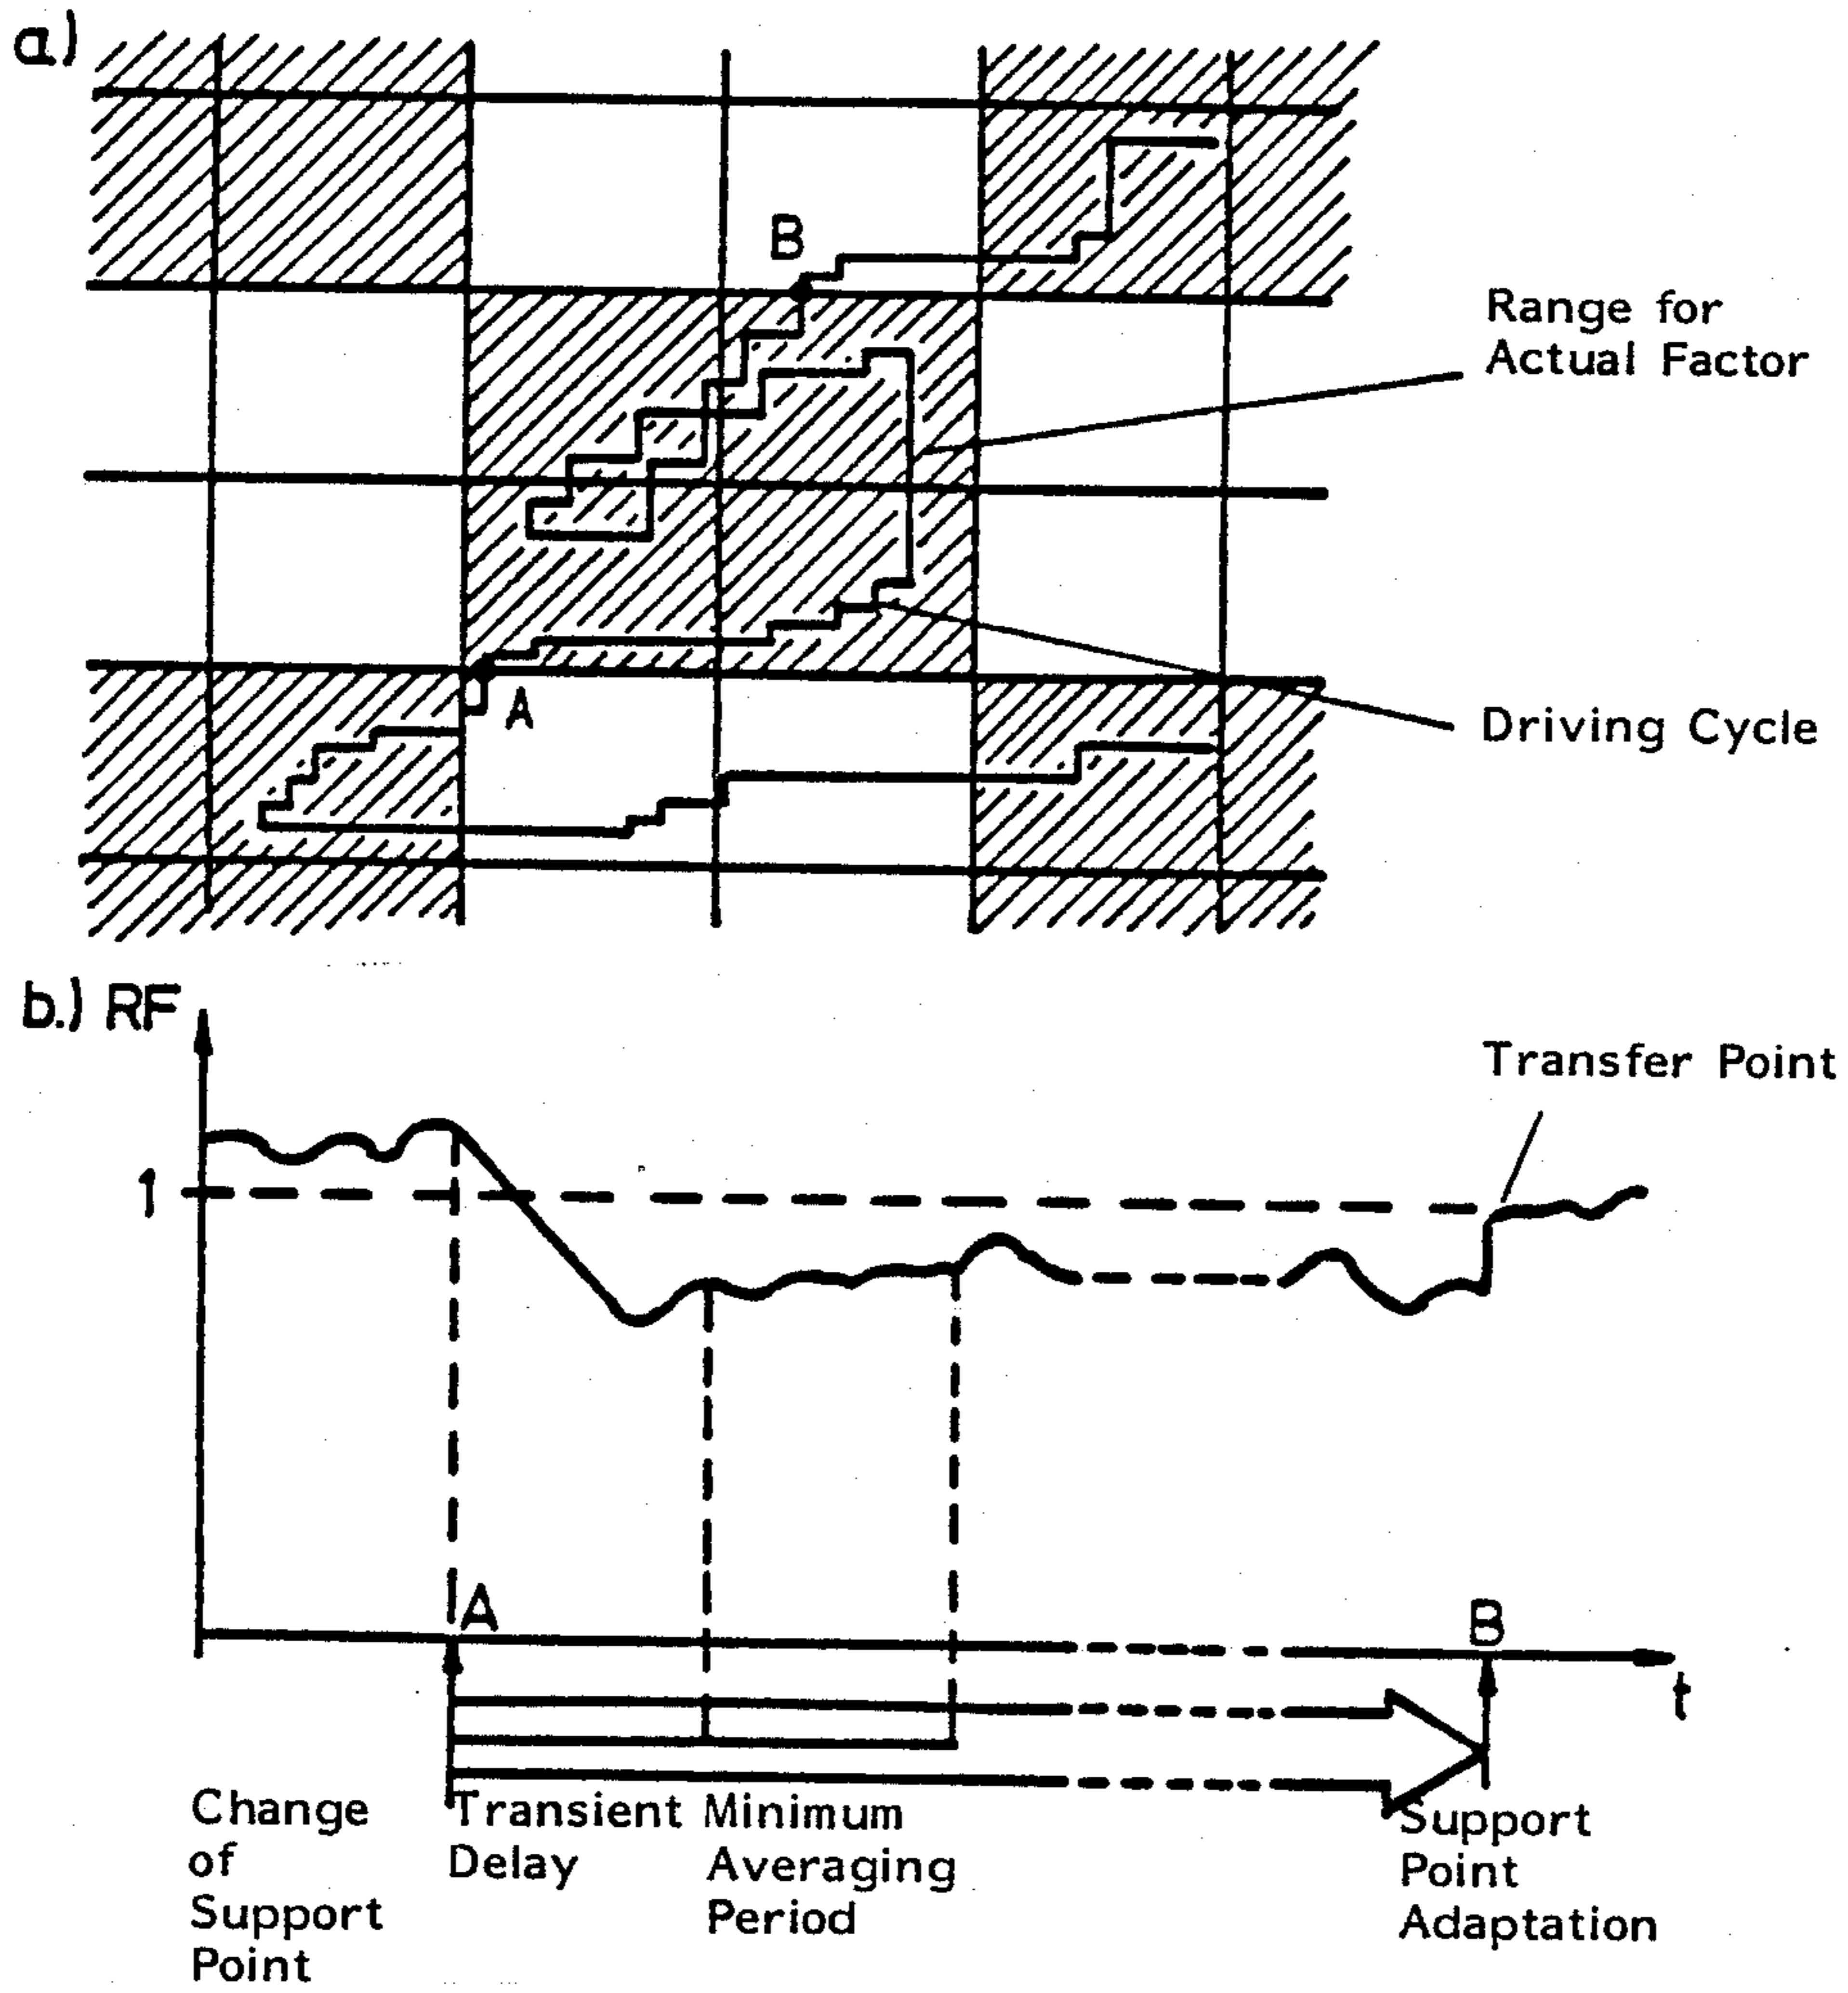 a)
B
Range for
Actual Factor
A
Driving Cycle
b.) RF
Transfer Point
1
A
B
t
Change
of
Support
Point
Transient
Delay
Minimum
Averaging
Period
Support
Point
Adaptation